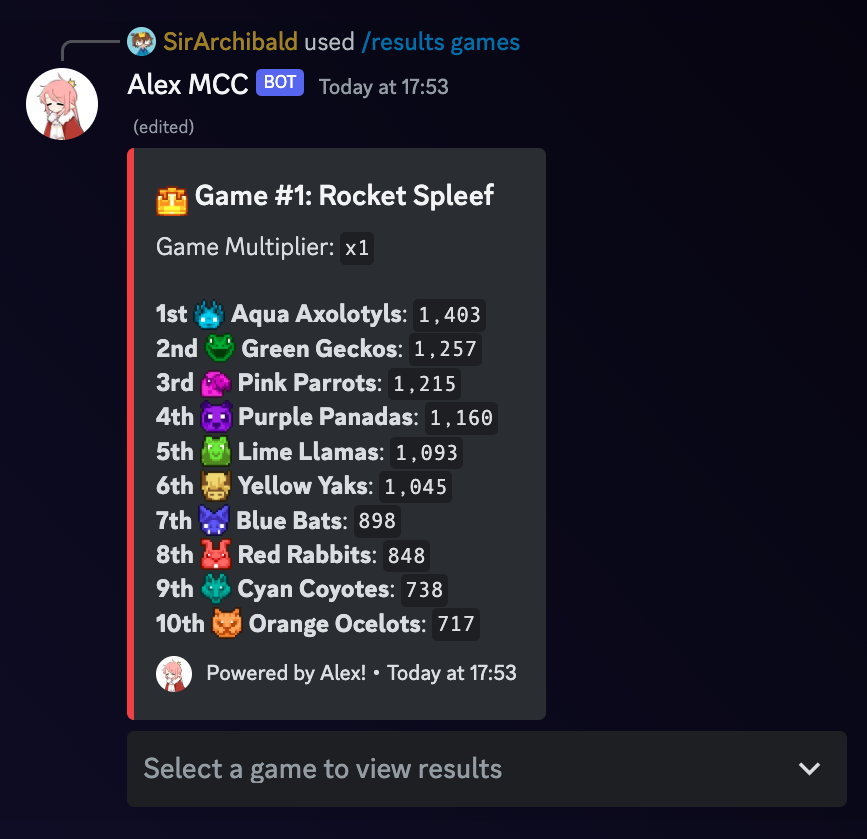 SirArchibald used /results games
Alex MCC BOT Today at 17:53
(edited)
Game #1: Rocket Spleef
Game Multiplier: x1
1st Aqua Axolotyls: 1,403
2nd Green Geckos: 1,257
3rd Pink Parrots: 1,215
4th Purple Panadas: 1,160
5th Lime Llamas: 1,093
6th Yellow Yaks: 1,045
7th Blue Bats: 898
8th Red Rabbits: 848
9th Cyan Coyotes: 738
10th Orange Ocelots: 717
Powered by Alex! • Today at 17:53
Select a game to view results